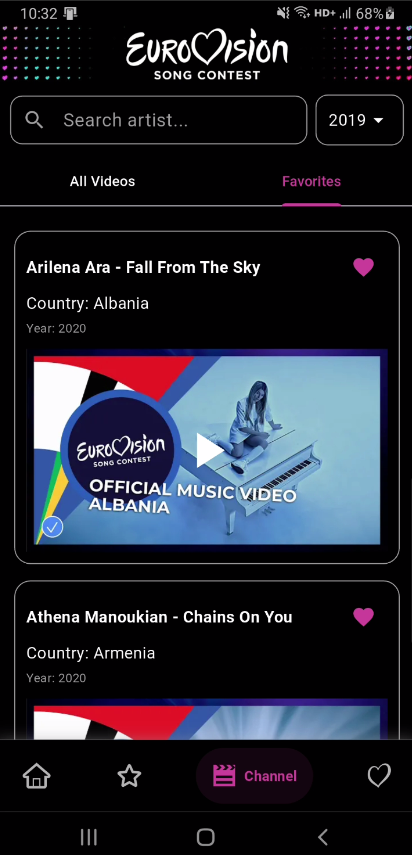 10:32 HD+ 68%
EUROVISION
SONG CONTEST
Search artist... 2019
All Videos Favorites
Arilena Ara - Fall From The Sky
Country: Albania
Year: 2020
EUROVISION
SONG CONTEST
OFFICIAL MUSIC VIDEO
ALBANIA
Athena Manoukian - Chains On You
Country: Armenia
Year: 2020
Channel